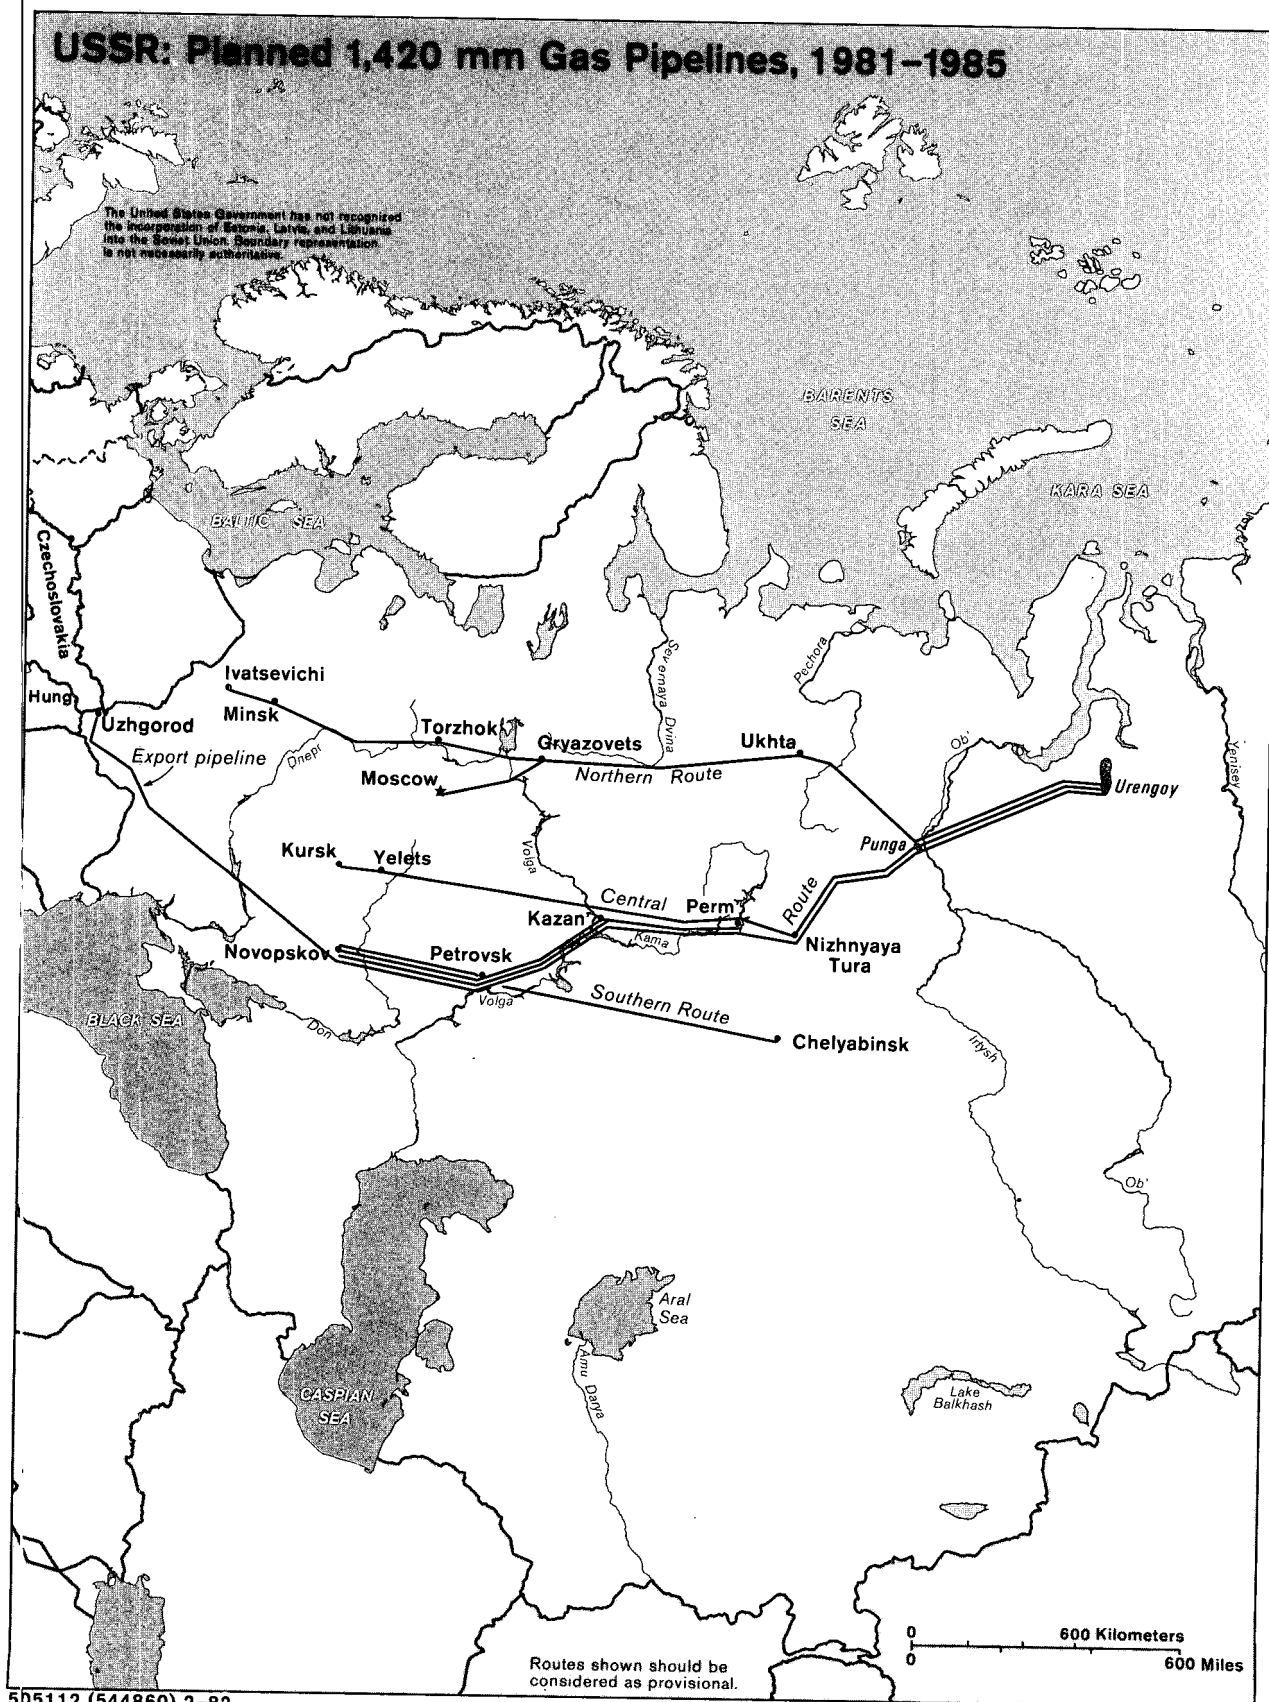 USSR: Planned 1,420 mm Gas Pipelines, 1981–1985
The United States Government has not recognized
the incorporation of Estonia, Latvia, and Lithuania
into the Soviet Union. Boundary representation
is not necessarily authoritative.
BARENTS
SEA
KARA SEA
BALTIC SEA
Czechoslovakia
Hung.
Uzhgorod
Ivatsevichi
Minsk
Export pipeline
Dnepr
Torzhok
Moscow
Gryazovets
Northern Route
Severnaya Dvina
Ukhta
Pechora
Ob'
Yenisey
Urengoy
Punga
Kursk
Yelets
Volga
Central
Route
Perm'
Kazan'
Kama
Nizhnyaya
Tura
Novopskov
Petrovsk
Volga
Southern Route
Chelyabinsk
BLACK SEA
Don
Irtysh
Ob'
Aral
Sea
Amu Darya
CASPIAN
SEA
Lake
Balkhash
0 600 Kilometers
0 600 Miles
Routes shown should be
considered as provisional.
505112 (544860) 2-82